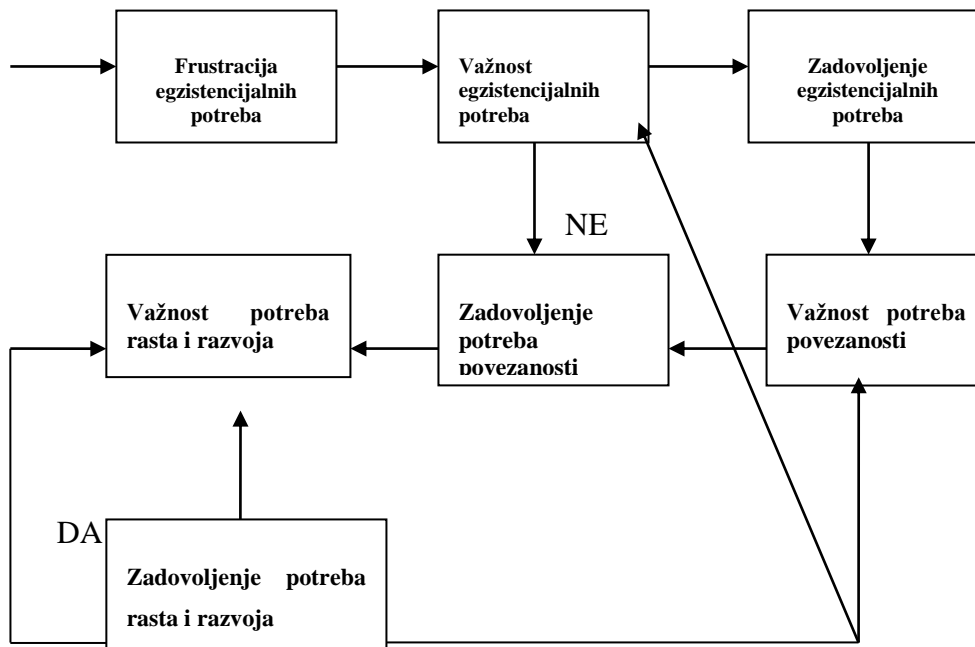 Frustracija
egzistencijalnih
potreba
Važnost
egzistencijalnih
potreba
Zadovoljenje
egzistencijalnih
potreba
NE
Važnost potreba
rasta i razvoja
Zadovoljenje
potreba
povezanosti
Važnost potreba
povezanosti
DA
Zadovoljenje potreba
rasta i razvoja